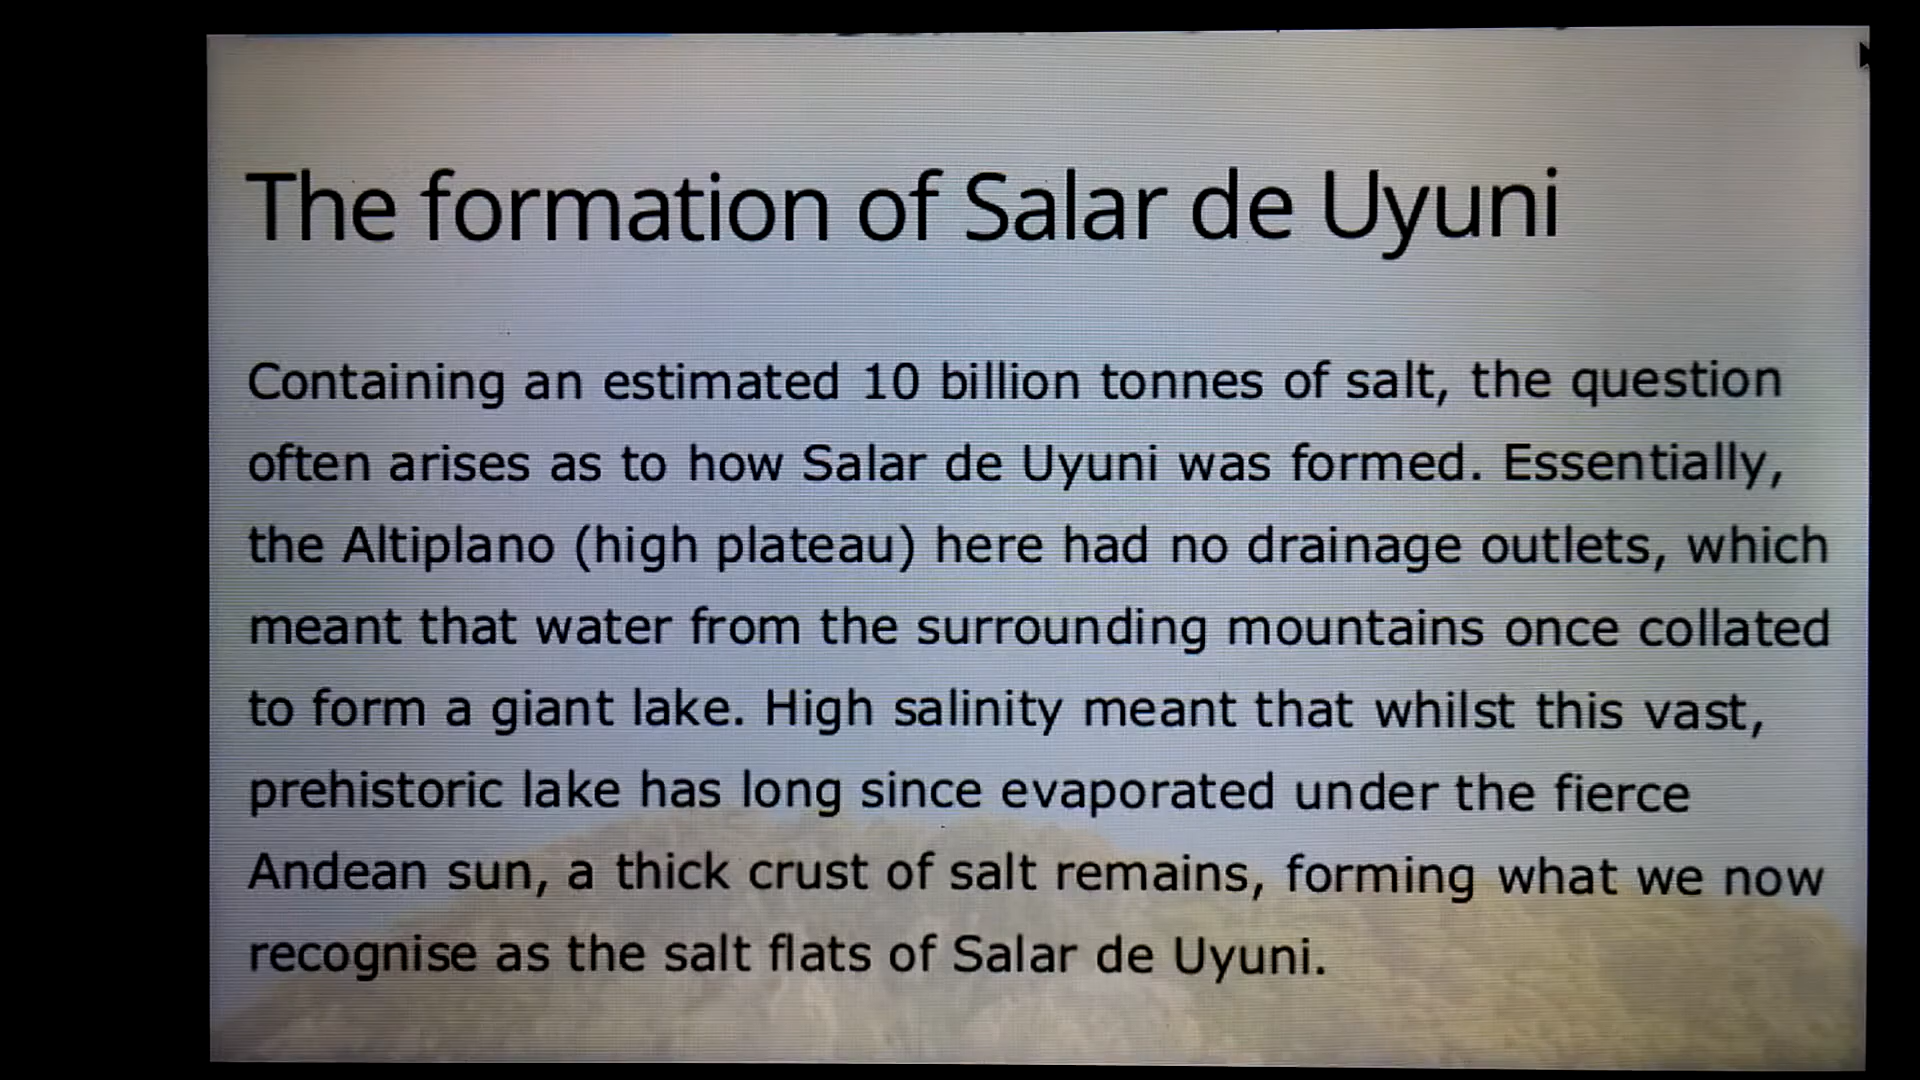 The formation of Salar de Uyuni
Containing an estimated 10 billion tonnes of salt, the question
often arises as to how Salar de Uyuni was formed. Essentially,
the Altiplano (high plateau) here had no drainage outlets, which
meant that water from the surrounding mountains once collated
to form a giant lake. High salinity meant that whilst this vast,
prehistoric lake has long since evaporated under the fierce
Andean sun, a thick crust of salt remains, forming what we now
recognise as the salt flats of Salar de Uyuni.